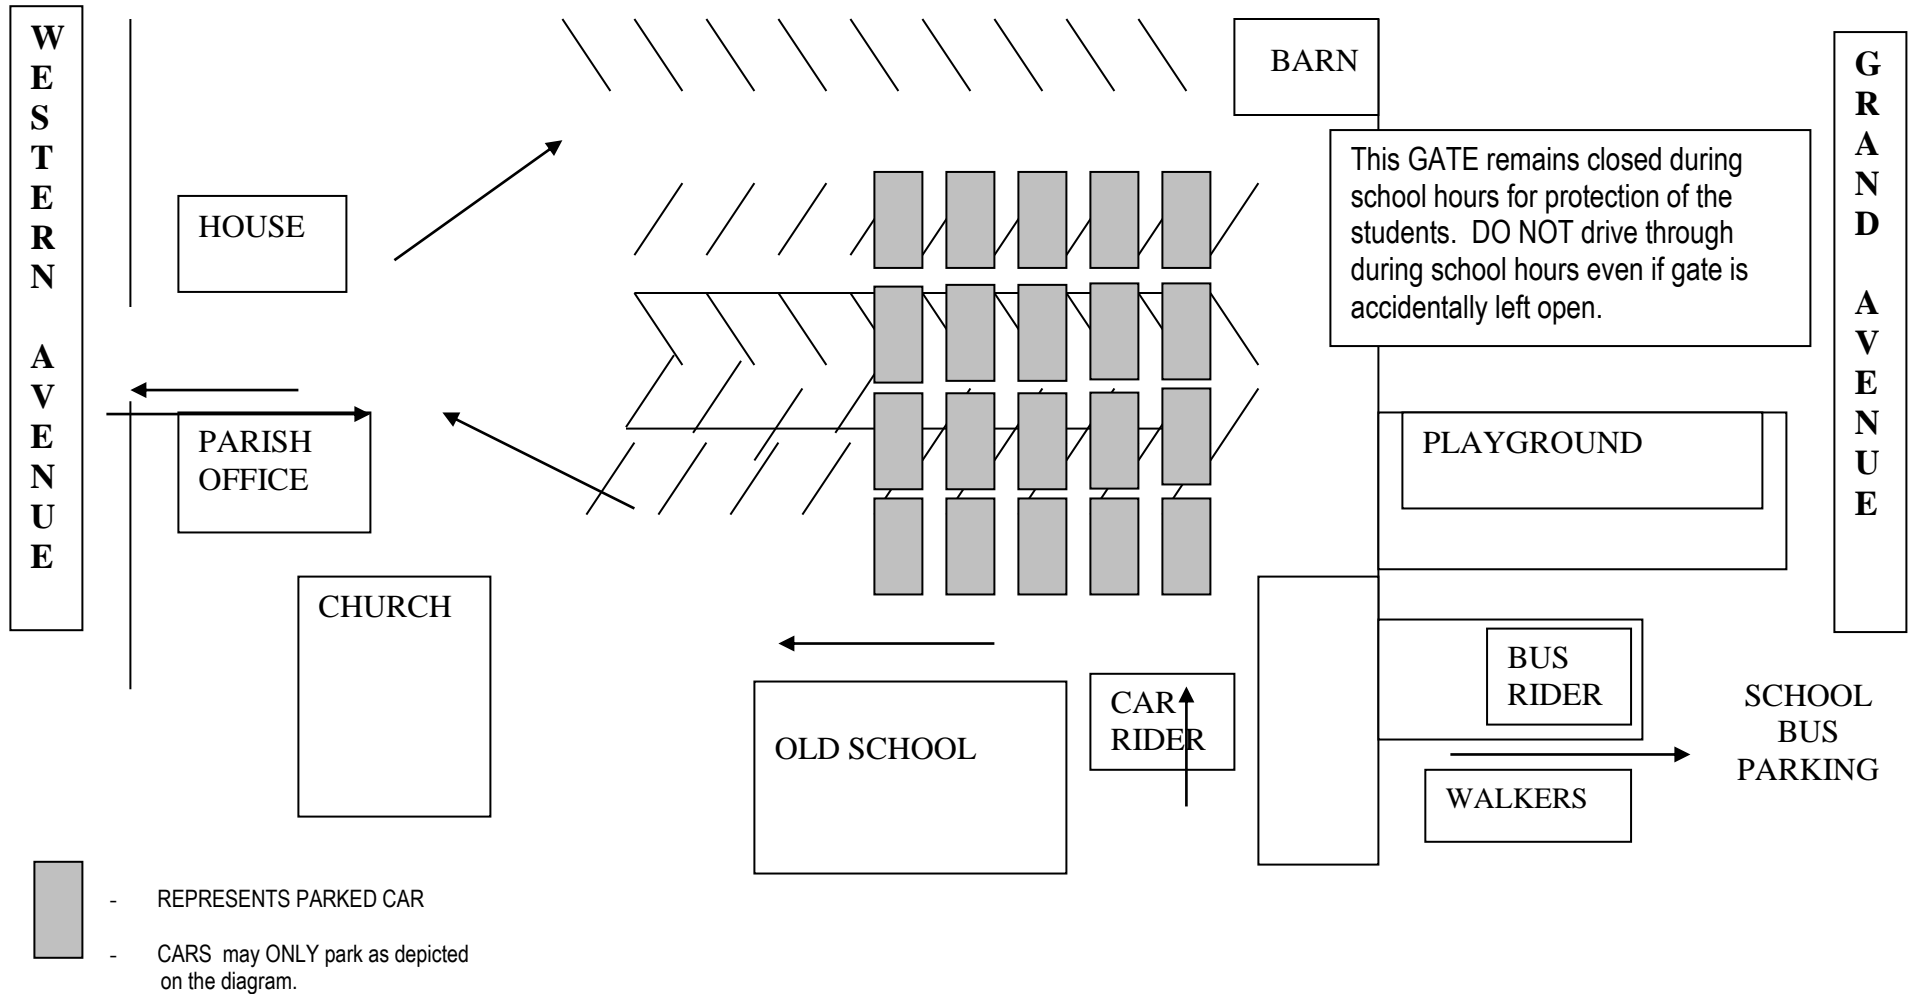 WESTERN AVENUE
HOUSE
PARISH
OFFICE
CHURCH
BARN
This GATE remains closed during
school hours for protection of the
students. DO NOT drive through
during school hours even if gate is
accidentally left open.
GRAND AVENUE
PLAYGROUND
BUS
RIDER
SCHOOL
BUS
PARKING
CAR
RIDER
OLD SCHOOL
WALKERS
- REPRESENTS PARKED CAR
- CARS may ONLY park as depicted
on the diagram.